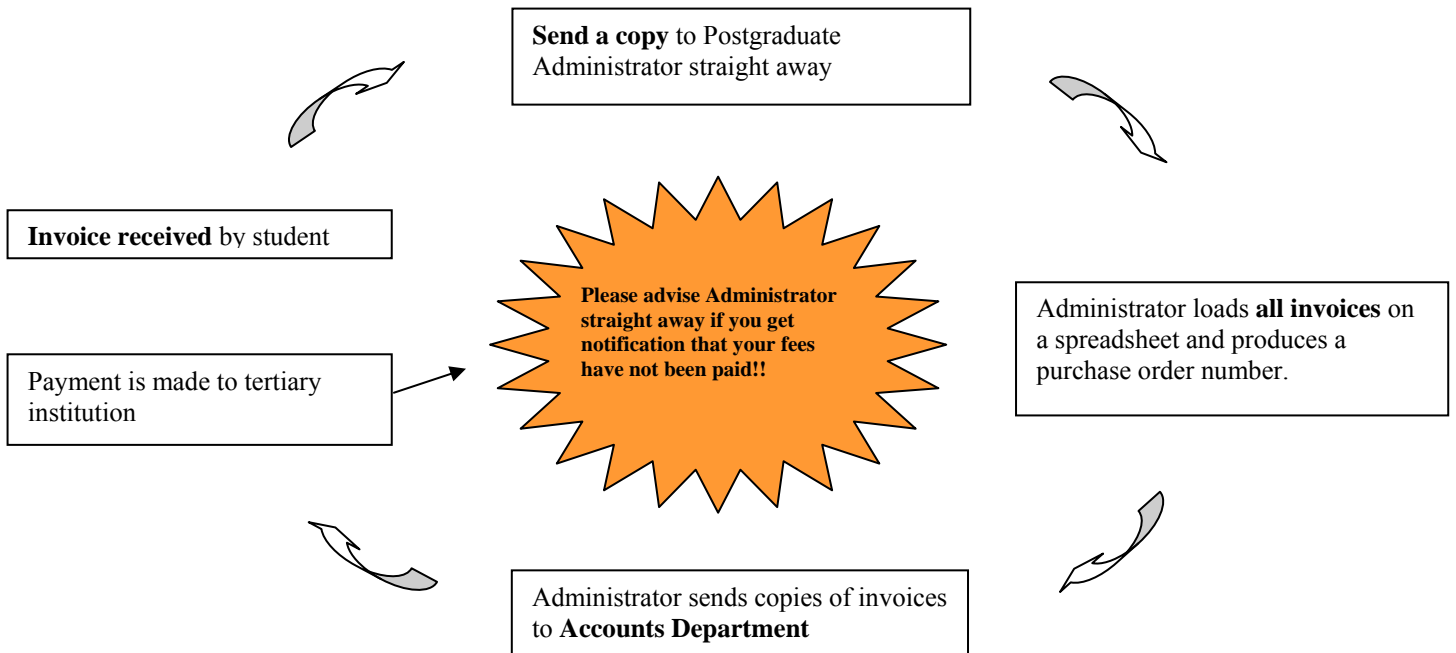 Send a copy to Postgraduate
Administrator straight away
Invoice received by student
Please advise Administrator
straight away if you get
notification that your fees
have not been paid!!
Administrator loads all invoices on
a spreadsheet and produces a
purchase order number.
Payment is made to tertiary
institution
Administrator sends copies of invoices
to Accounts Department